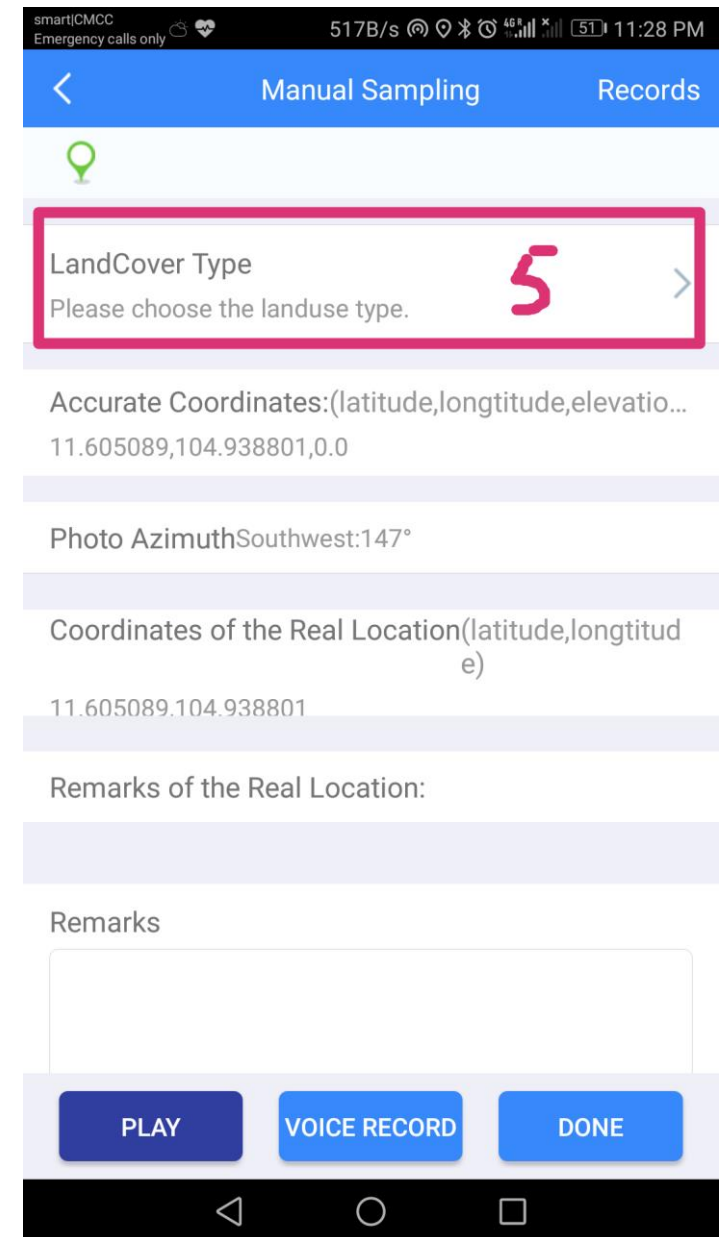 smart|CMCC
Emergency calls only
517B/s 4G R 51 11:28 PM
Manual Sampling Records
LandCover Type
Please choose the landuse type.
5
Accurate Coordinates:(latitude,longtitude,elevatio...
11.605089,104.938801,0.0
Photo AzimuthSouthwest:147°
Coordinates of the Real Location(latitude,longtitud
e)
11.605089,104.938801
Remarks of the Real Location:
Remarks
PLAY VOICE RECORD DONE